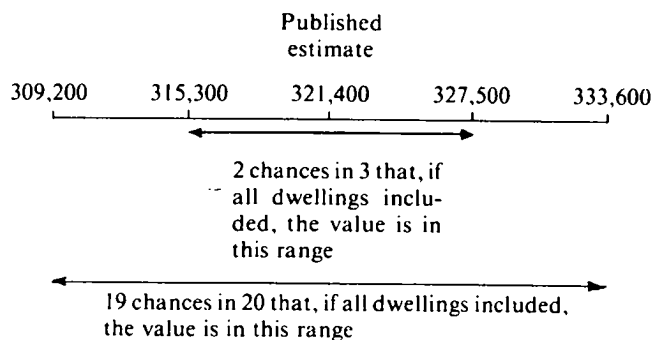 Published
estimate
309,200 315,300 321,400 327,500 333,600
2 chances in 3 that, if
all dwellings inclu-
ded, the value is in
this range
19 chances in 20 that, if all dwellings included,
the value is in this range